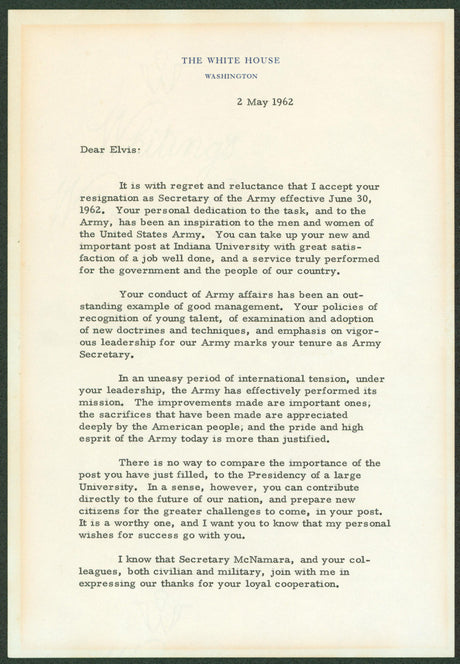 THE WHITE HOUSE
WASHINGTON
2 May 1962
Dear Elvis:
It is with regret and reluctance that I accept your
resignation as Secretary of the Army effective June 30,
1962. Your personal dedication to the task, and to the
Army, has been an inspiration to the men and women of
the United States Army. You can take up your new and
important post at Indiana University with great satis-
faction of a job well done, and a service truly performed
for the government and the people of our country.
Your conduct of Army affairs has been an out-
standing example of good management. Your policies of
recognition of young talent, of examination and adoption
of new doctrines and techniques, and emphasis on vigor-
ous leadership for our Army marks your tenure as Army
Secretary.
In an uneasy period of international tension, under
your leadership, the Army has effectively performed its
mission. The improvements made are important ones;
the sacrifices that have been made are appreciated
deeply by the American people; and the pride and high
esprit of the Army today is more than justified.
There is no way to compare the importance of the
post you have just filled, to the Presidency of a large
University. In a sense, however, you can contribute
directly to the future of our nation, and prepare new
citizens for the greater challenges to come, in your post.
It is a worthy one, and I want you to know that my personal
wishes for success go with you.
I know that Secretary McNamara, and your col-
leagues, both civilian and military, join with me in
expressing our thanks for your loyal cooperation.